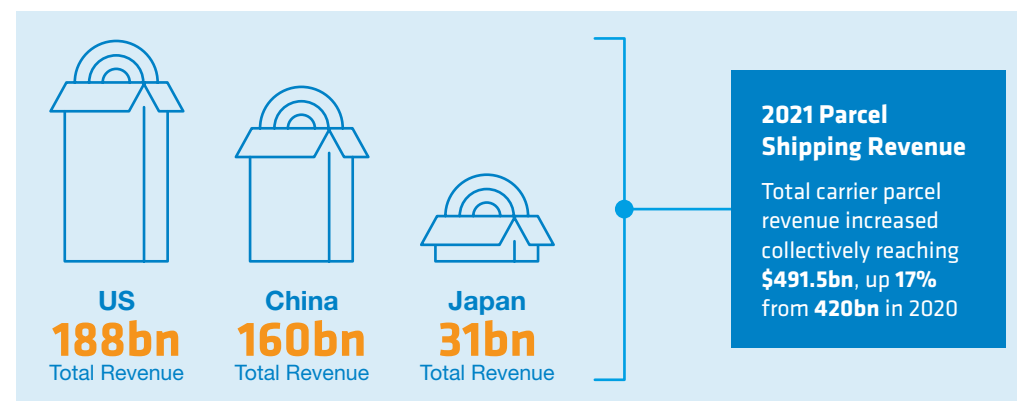 US
188bn
Total Revenue
China
160bn
Total Revenue
Japan
31bn
Total Revenue
2021 Parcel
Shipping Revenue
Total carrier parcel
revenue increased
collectively reaching
$491.5bn, up 17%
from 420bn in 2020